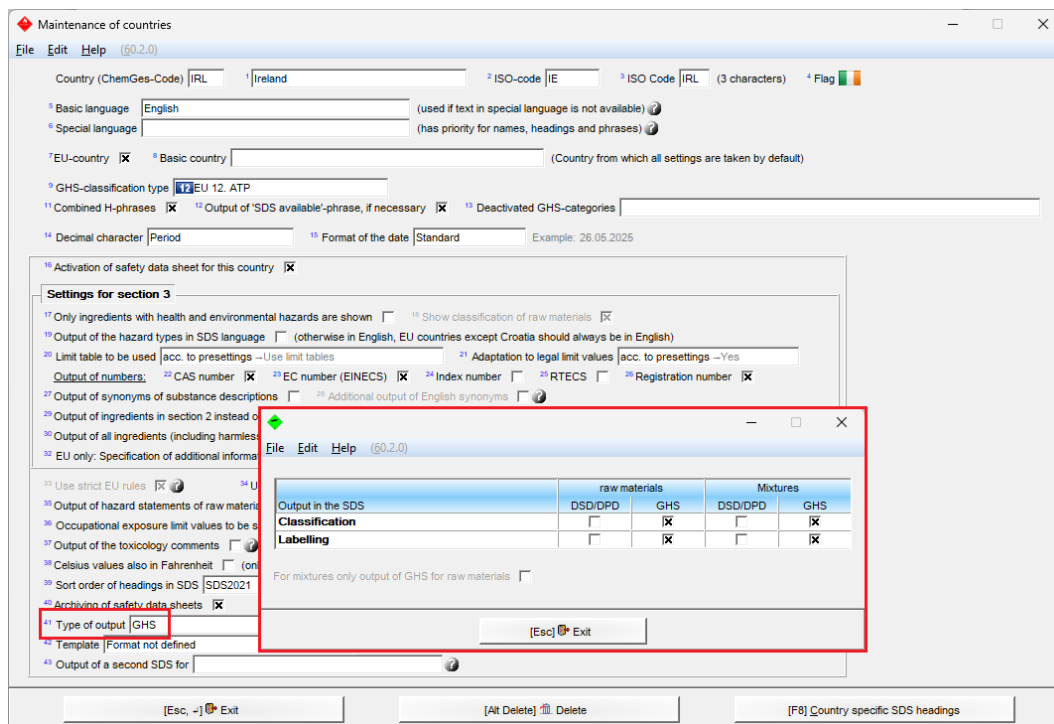 Maintenance of countries
File Edit Help (60.2.0)
Country (ChemGes-Code) IRL 1 Ireland 2 ISO-code IE 3 ISO Code IRL (3 characters) 4 Flag
5 Basic language English (used if text in special language is not available)
6 Special language (has priority for names, headings and phrases)
7 EU-country 8 Basic country (Country from which all settings are taken by default)
9 GHS-classification type 12 EU 12. ATP
11 Combined H-phrases 12 Output of 'SDS available'-phrase, if necessary 13 Deactivated GHS-categories
14 Decimal character Period 15 Format of the date Standard Example: 26.05.2025
16 Activation of safety data sheet for this country
Settings for section 3
17 Only ingredients with health and environmental hazards are shown 18 Show classification of raw materials
19 Output of the hazard types in SDS language (otherwise in English, EU countries except Croatia should always be in English)
20 Limit table to be used acc. to presettings →Use limit tables 21 Adaptation to legal limit values acc. to presettings →Yes
Output of numbers: 22 CAS number 23 EC number (EINECS) 24 Index number 25 RTECS 26 Registration number
27 Output of synonyms of substance descriptions 28 Additional output of English synonyms
29 Output of ingredients in section 2 instead o
30 Output of all ingredients (including harmles
32 EU only: Specification of additional informa
33 Use strict EU rules 34 U
35 Output of hazard statements of raw materia
36 Occupational exposure limit values to be s
37 Output of the toxicology comments
38 Celsius values also in Fahrenheit (onl
39 Sort order of headings in SDS SDS2021
40 Archiving of safety data sheets
41 Type of output GHS
42 Template Format not defined
43 Output of a second SDS for
File Edit Help (60.2.0)
raw materials Mixtures
Output in the SDS DSD/DPD GHS DSD/DPD GHS
Classification
Labelling
For mixtures only output of GHS for raw materials
[Esc] Exit
[Esc, ↵] Exit [Alt Delete] Delete [F8] Country specific SDS headings